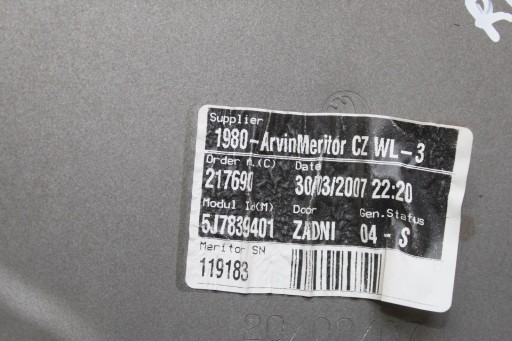 Supplier
1980-ArvinMeritor CZ WL-3
Order N.(C) Date
217690 30/03/2007 22:20
Modul Id(M) Door Gen.Status
5J7839401 ZADNI 04-S
Meritor SN
119183